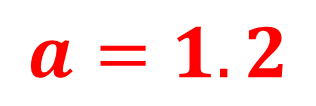 a = 1.2